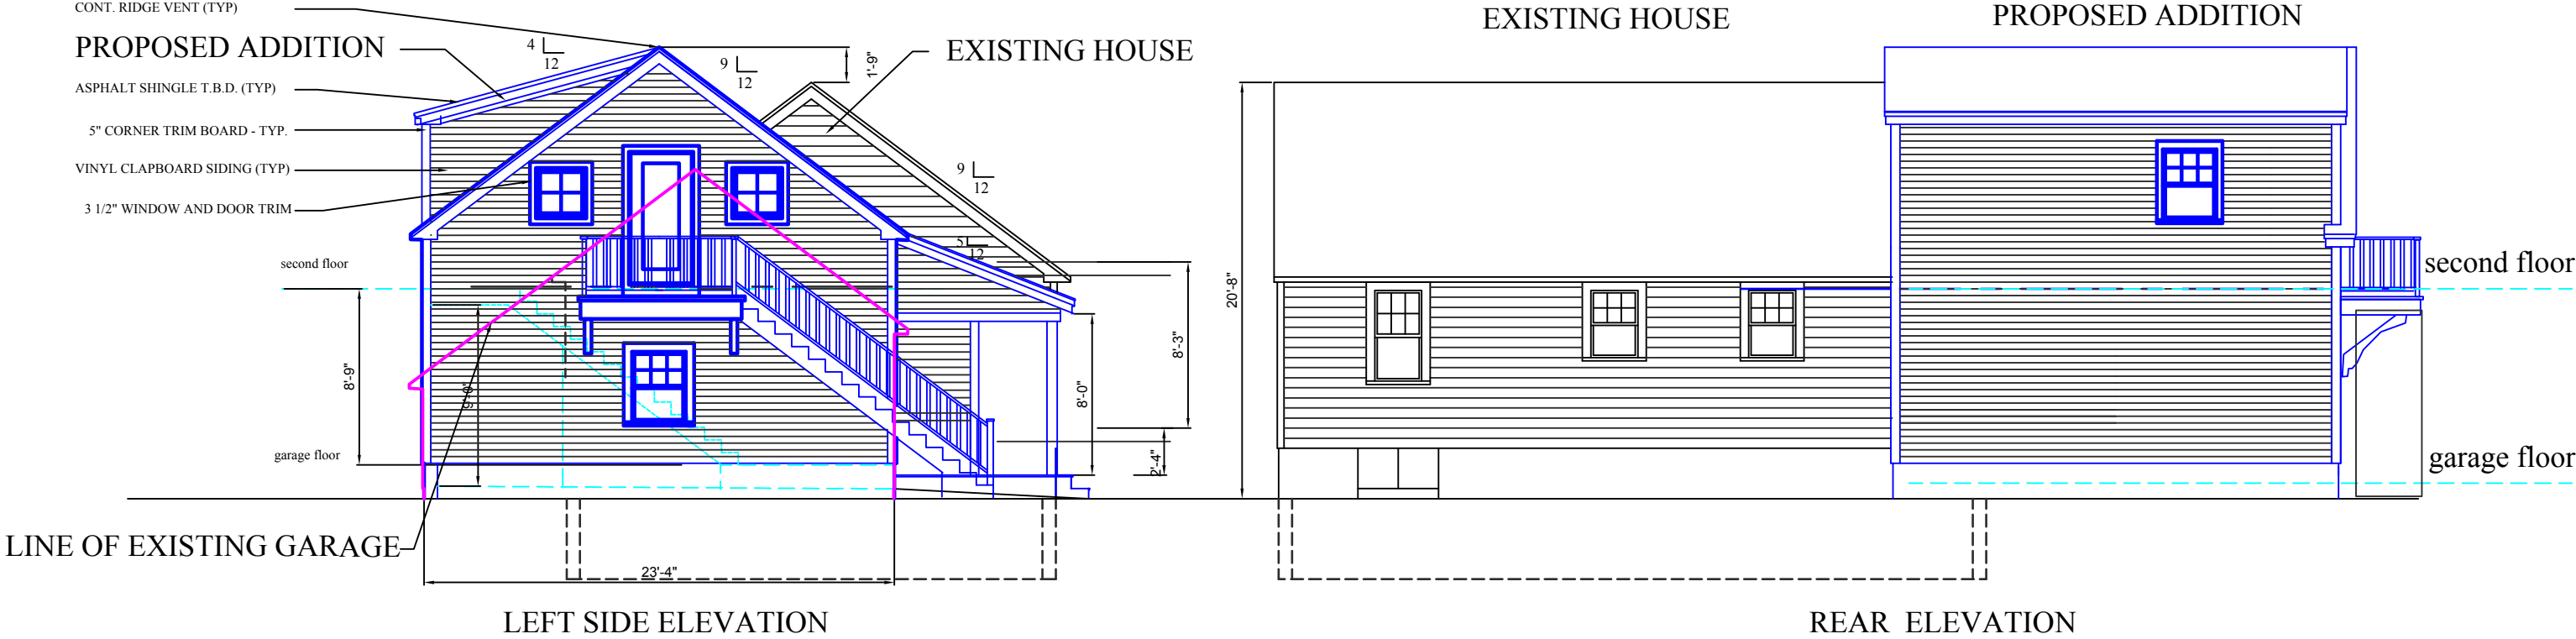 CONT. RIDGE VENT (TYP)
PROPOSED ADDITION
ASPHALT SHINGLE T.B.D. (TYP)
5" CORNER TRIM BOARD - TYP.
VINYL CLAPBOARD SIDING (TYP)
3 1/2" WINDOW AND DOOR TRIM
4
12
9
12
1'-9"
EXISTING HOUSE
9
12
5
12
second floor
8'-9"
9'-0"
garage floor
8'-3"
8'-0"
2'-4"
LINE OF EXISTING GARAGE
23'-4"
LEFT SIDE ELEVATION
EXISTING HOUSE
PROPOSED ADDITION
20'-8"
second floor
garage floor
REAR ELEVATION